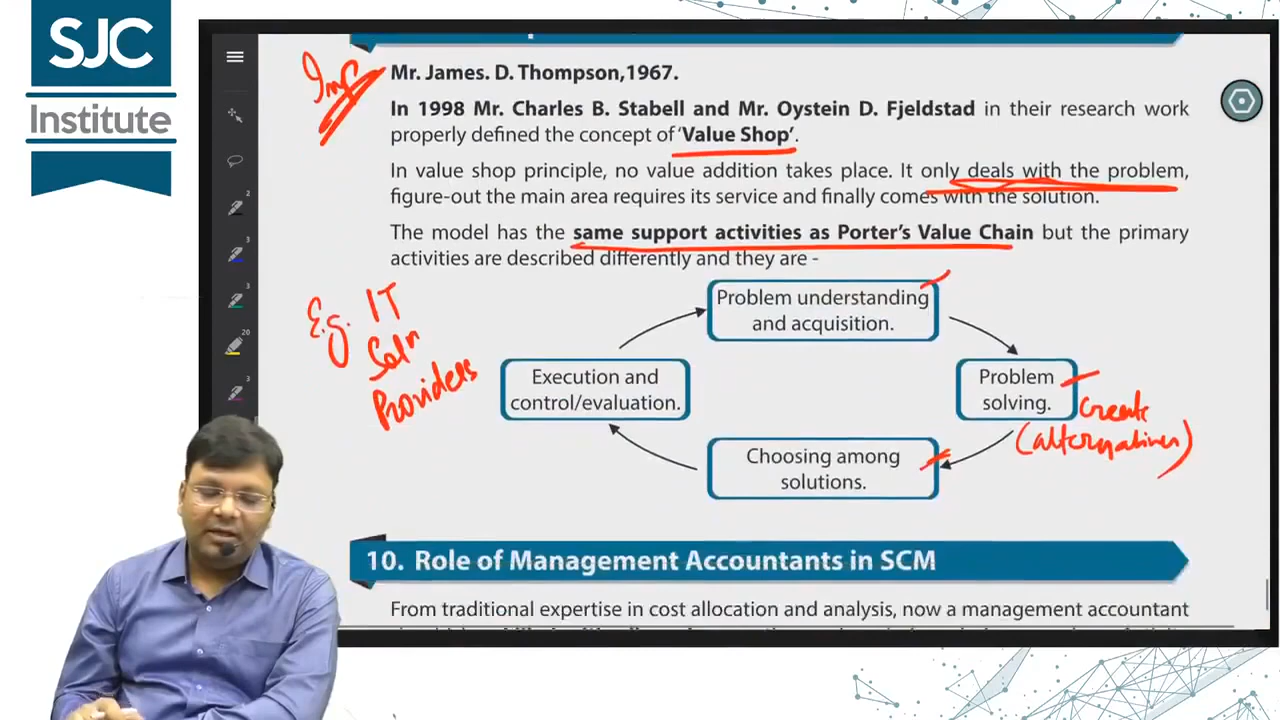 SJC
Institute
Imp
Mr. James. D. Thompson,1967.
In 1998 Mr. Charles B. Stabell and Mr. Oystein D. Fjeldstad in their research work
properly defined the concept of ‘Value Shop’.
In value shop principle, no value addition takes place. It only deals with the problem,
figure-out the main area requires its service and finally comes with the solution.
The model has the same support activities as Porter’s Value Chain but the primary
activities are described differently and they are -
E.g. IT
Soln
Providers
Problem understanding
and acquisition.
Problem
solving.
create
(alternatives)
Choosing among
solutions.
Execution and
control/evaluation.
10. Role of Management Accountants in SCM
From traditional expertise in cost allocation and analysis, now a management accountant
2
3
3
20
3